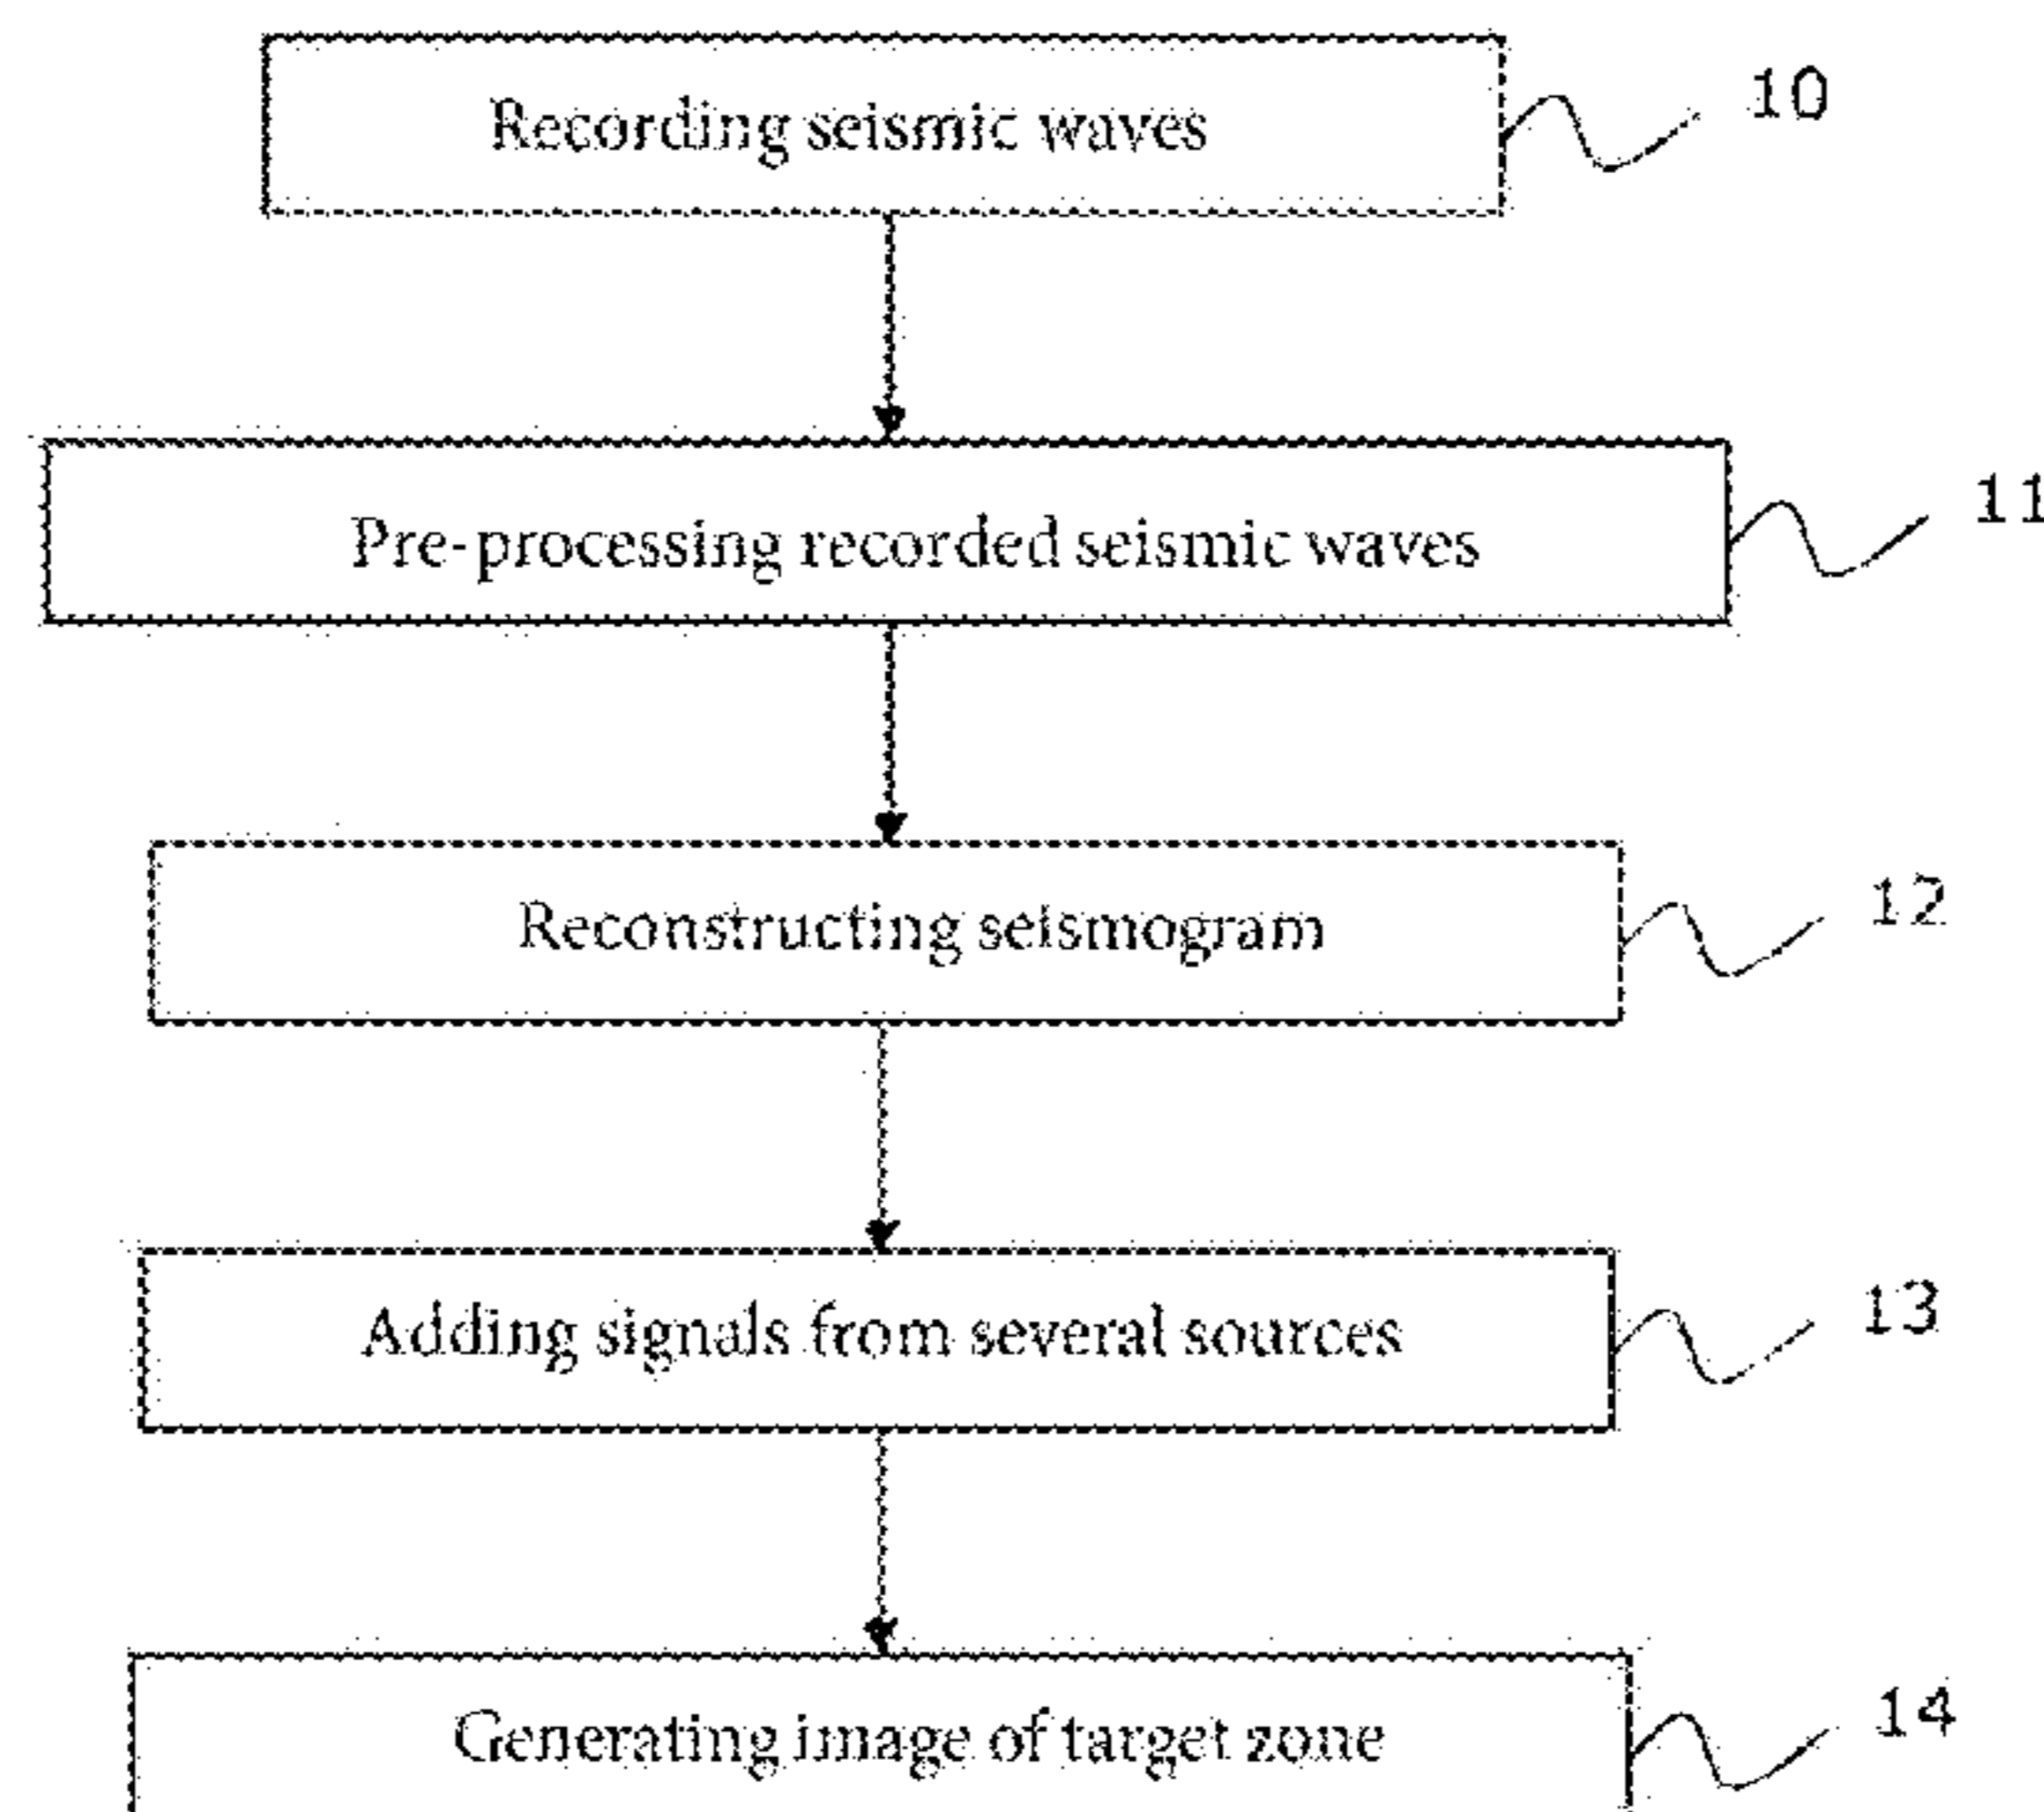 Recording seismic waves
10
Pre-processing recorded seismic waves
11
Reconstructing seismogram
12
Adding signals from several sources
13
Generating image of target zone
14